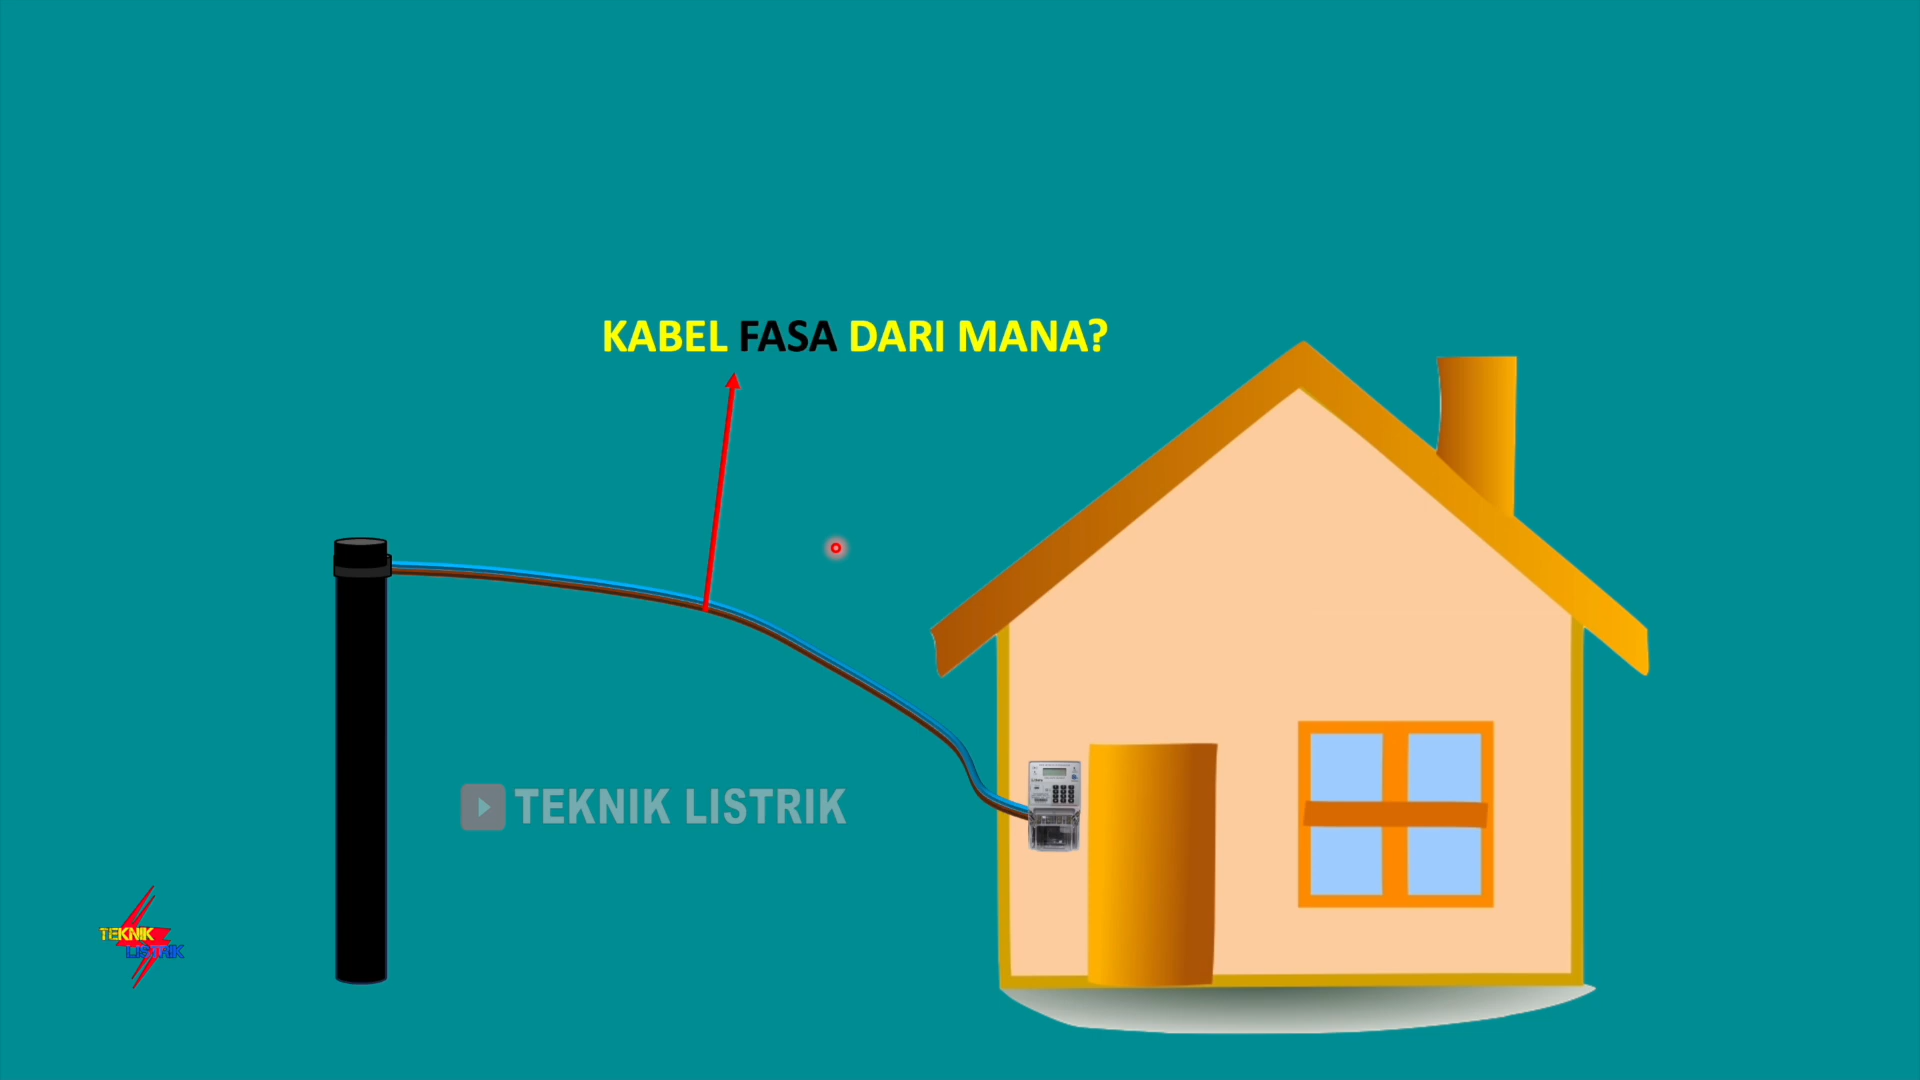 KABEL FASA DARI MANA?
TEKNIK LISTRIK
TEKNIK
LISTRIK